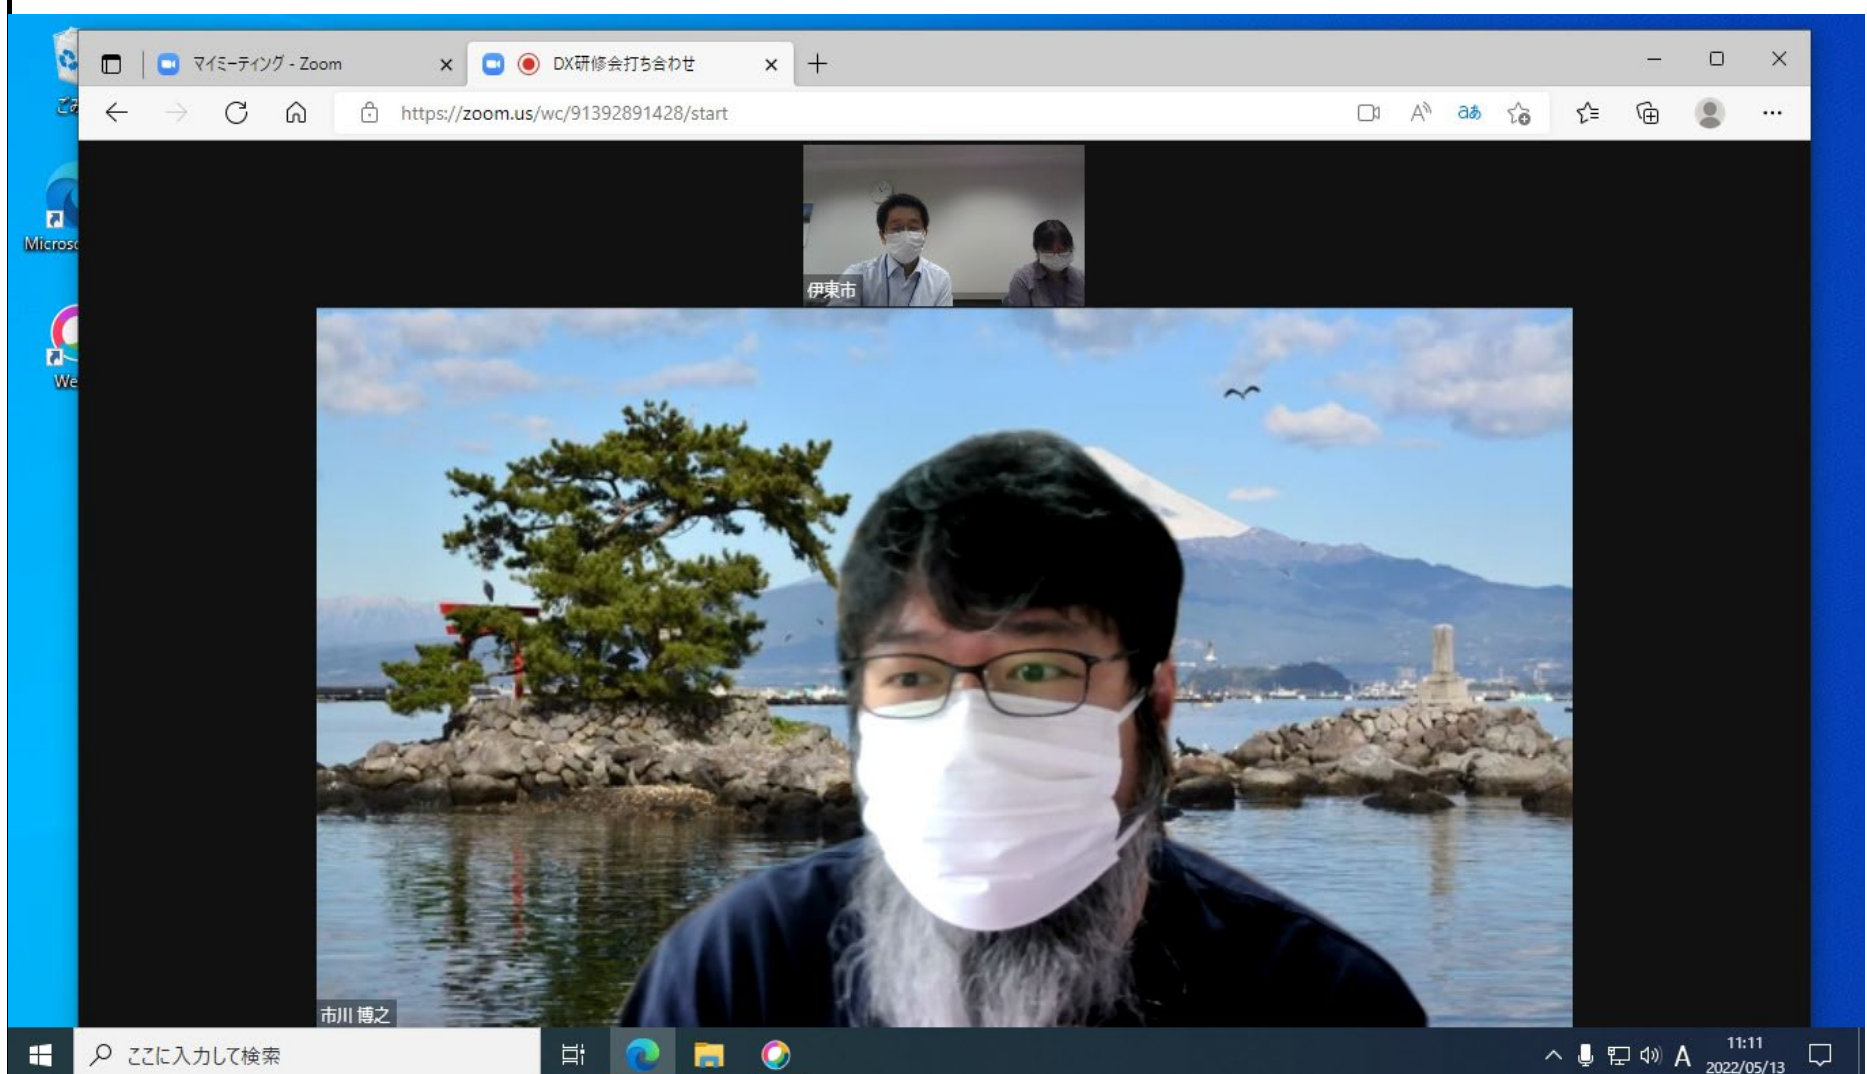 マイミーティング - Zoom
DX研修会打ち合わせ
https://zoom.us/wc/91392891428/start
aあ
伊東市
市川 博之
ここに入力して検索
A
11:11
2022/05/13